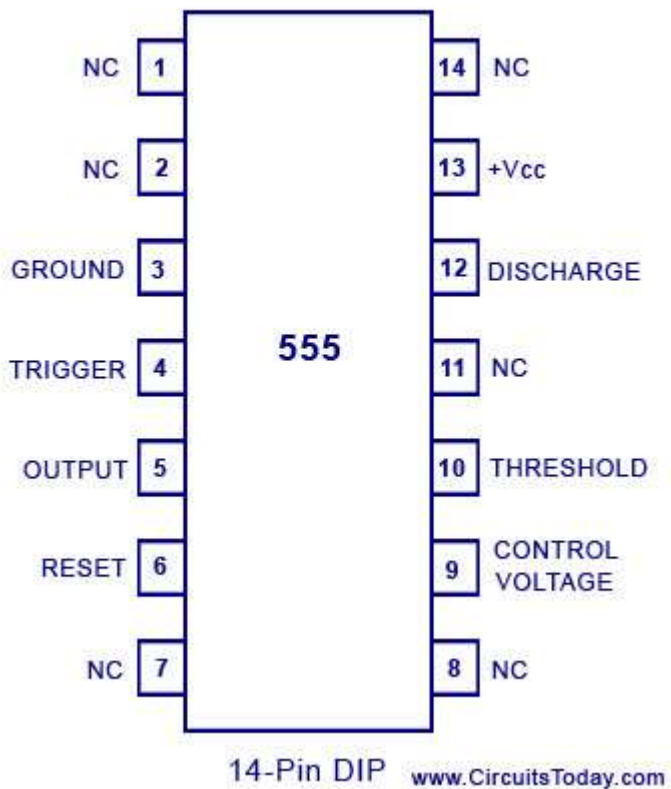 NC 1 14 NC
NC 2 13 +Vcc
GROUND 3 12 DISCHARGE
555
TRIGGER 4 11 NC
OUTPUT 5 10 THRESHOLD
RESET 6 9 CONTROL
VOLTAGE
NC 7 8 NC
14-Pin DIP www.CircuitsToday.com